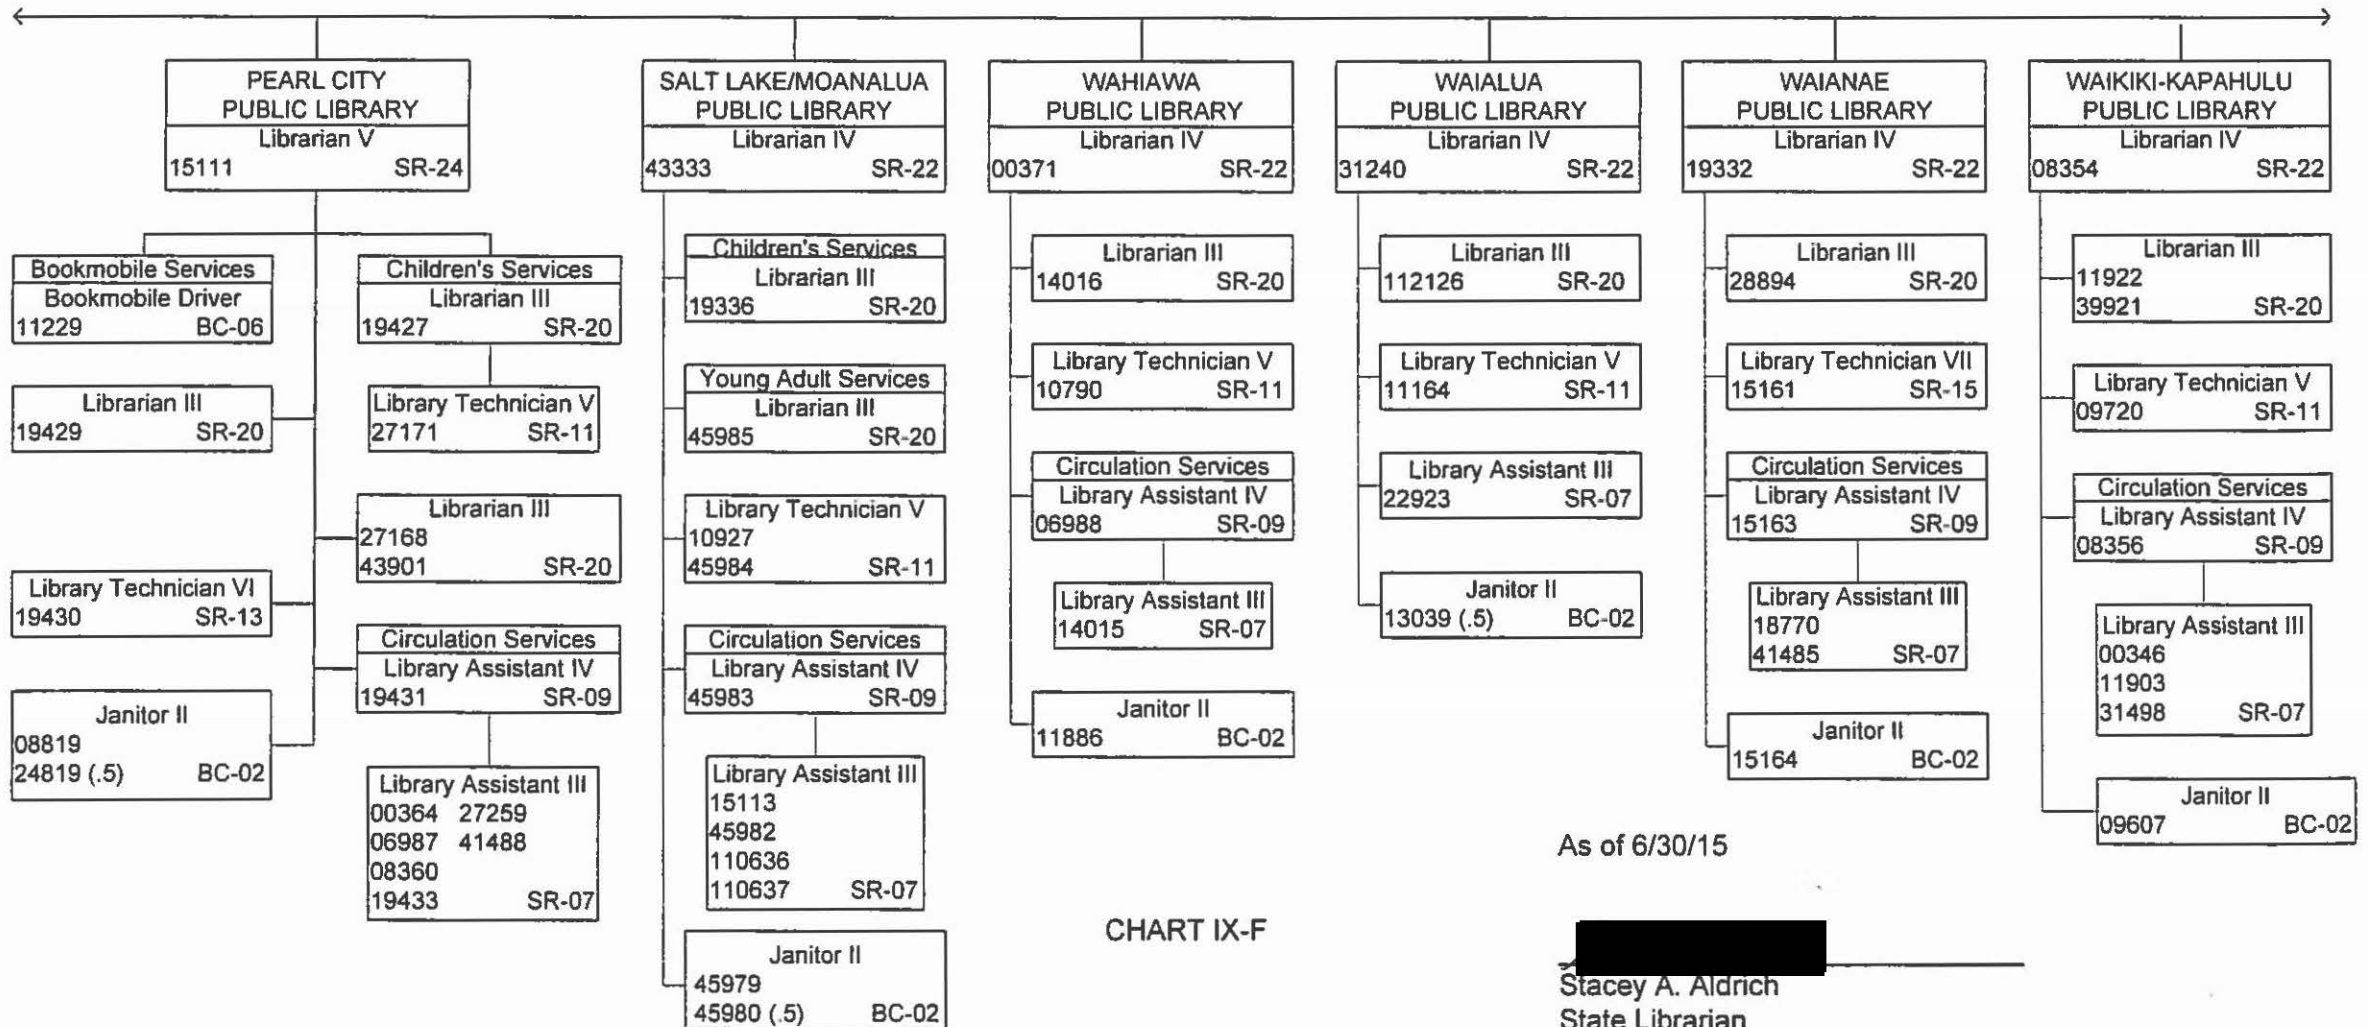 PEARL CITY
PUBLIC LIBRARY
Librarian V
15111 SR-24
Bookmobile Services
Bookmobile Driver
11229 BC-06
Children's Services
Librarian III
19427 SR-20
Library Technician V
27171 SR-11
Librarian III
19429 SR-20
Librarian III
27168
43901 SR-20
Library Technician VI
19430 SR-13
Circulation Services
Library Assistant IV
19431 SR-09
Janitor II
08819
24819 (.5) BC-02
Library Assistant III
00364 27259
06987 41488
08360
19433 SR-07
SALT LAKE/MOANALUA
PUBLIC LIBRARY
Librarian IV
43333 SR-22
Children's Services
Librarian III
19336 SR-20
Young Adult Services
Librarian III
45985 SR-20
Library Technician V
10927
45984 SR-11
Circulation Services
Library Assistant IV
45983 SR-09
Library Assistant III
15113
45982
110636
110637 SR-07
Janitor II
45979
45980 (.5) BC-02
WAHIAWA
PUBLIC LIBRARY
Librarian IV
00371 SR-22
Librarian III
14016 SR-20
Library Technician V
10790 SR-11
Circulation Services
Library Assistant IV
06988 SR-09
Library Assistant III
14015 SR-07
Janitor II
11886 BC-02
WAIALUA
PUBLIC LIBRARY
Librarian IV
31240 SR-22
Librarian III
112126 SR-20
Library Technician V
11164 SR-11
Library Assistant III
22923 SR-07
Janitor II
13039 (.5) BC-02
WAIANAE
PUBLIC LIBRARY
Librarian IV
19332 SR-22
Librarian III
28894 SR-20
Library Technician VII
15161 SR-15
Circulation Services
Library Assistant IV
15163 SR-09
Library Assistant III
18770
41485 SR-07
Janitor II
15164 BC-02
WAIKIKI-KAPAHULU
PUBLIC LIBRARY
Librarian IV
08354 SR-22
Librarian III
11922
39921 SR-20
Library Technician V
09720 SR-11
Circulation Services
Library Assistant IV
08356 SR-09
Library Assistant III
00346
11903
31498 SR-07
Janitor II
09607 BC-02
As of 6/30/15
CHART IX-F
Stacey A. Aldrich
State Librarian